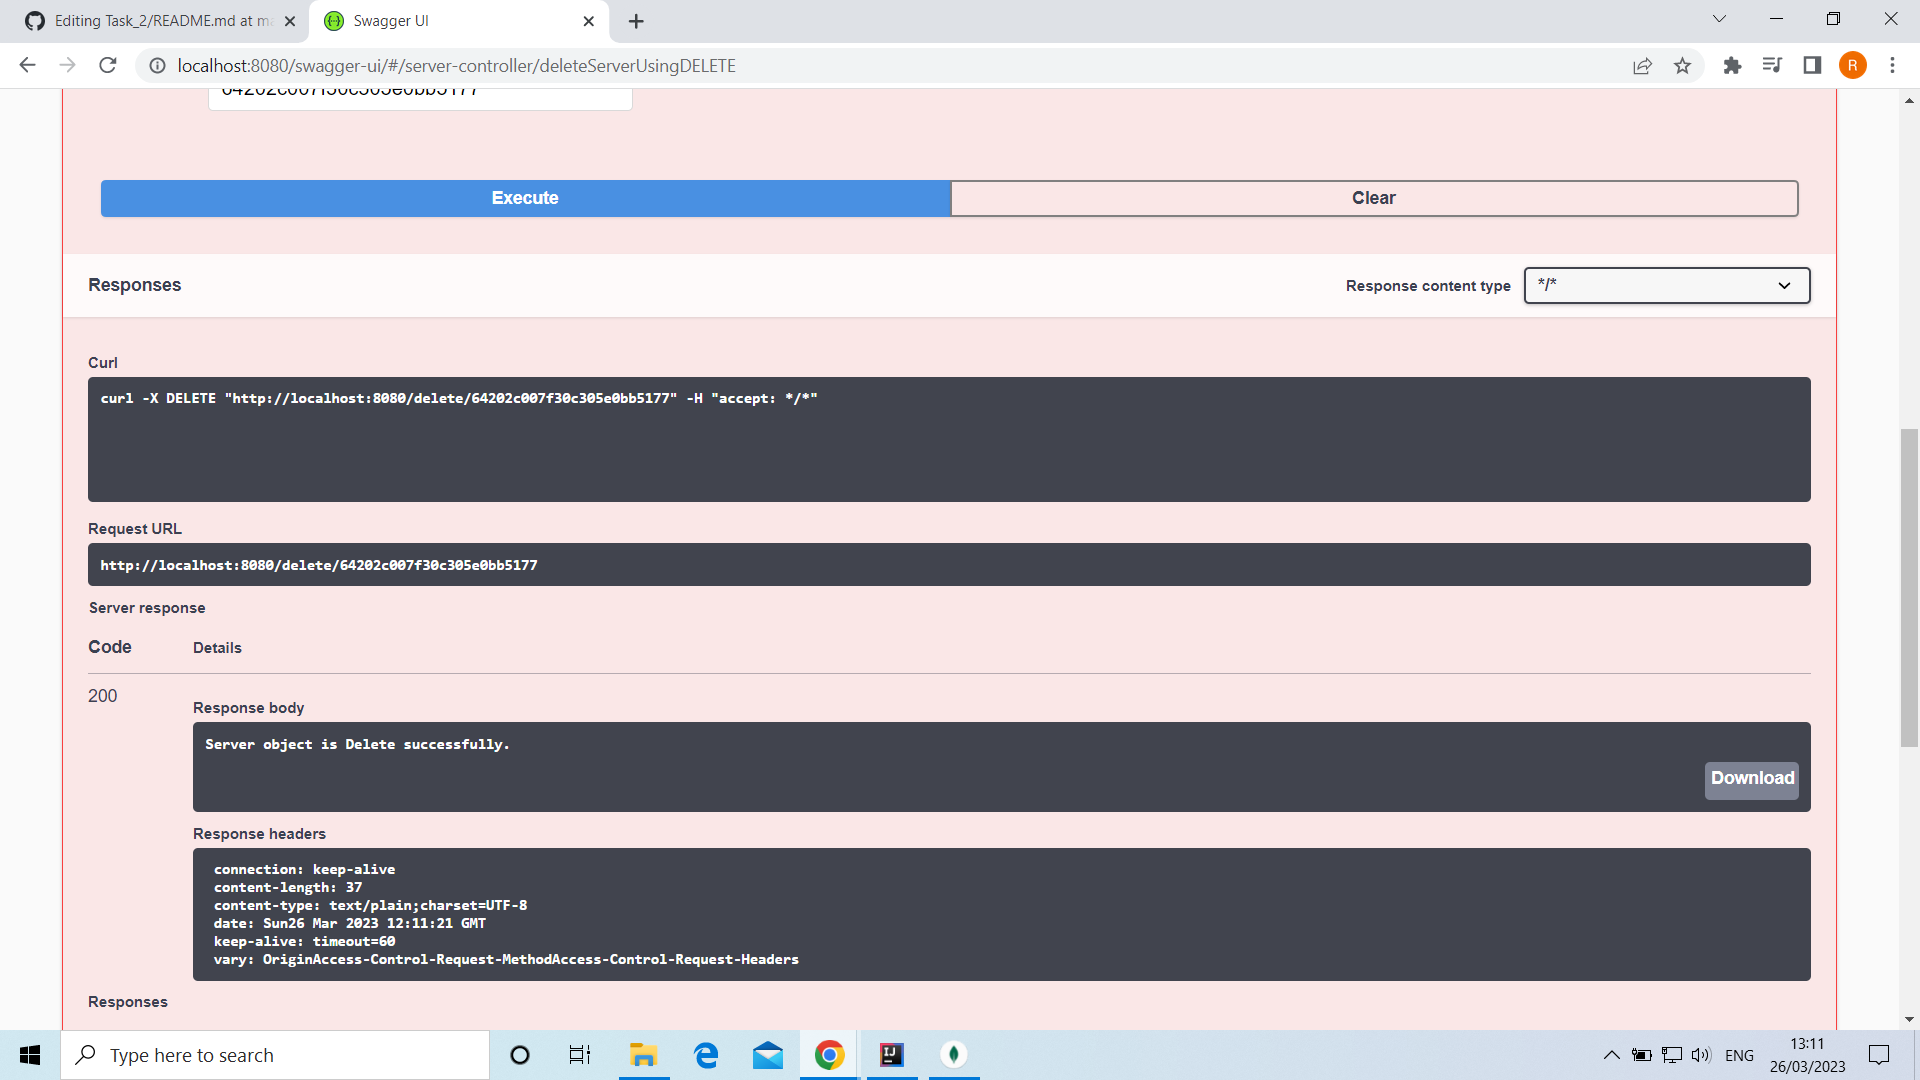 Editing Task_2/README.md at ma
Swagger UI
localhost:8080/swagger-ui/#/server-controller/deleteServerUsingDELETE
R
64202c007f30c305e0bb5177
Execute
Clear
Responses
Response content type
*/*
Curl
curl -X DELETE "http://localhost:8080/delete/64202c007f30c305e0bb5177" -H "accept: */*"
Request URL
http://localhost:8080/delete/64202c007f30c305e0bb5177
Server response
Code
Details
200
Response body
Server object is Delete successfully.
Download
Response headers
connection: keep-alive
content-length: 37
content-type: text/plain;charset=UTF-8
date: Sun26 Mar 2023 12:11:21 GMT
keep-alive: timeout=60
vary: OriginAccess-Control-Request-MethodAccess-Control-Request-Headers
Responses
Type here to search
IJ
ENG
13:11
26/03/2023